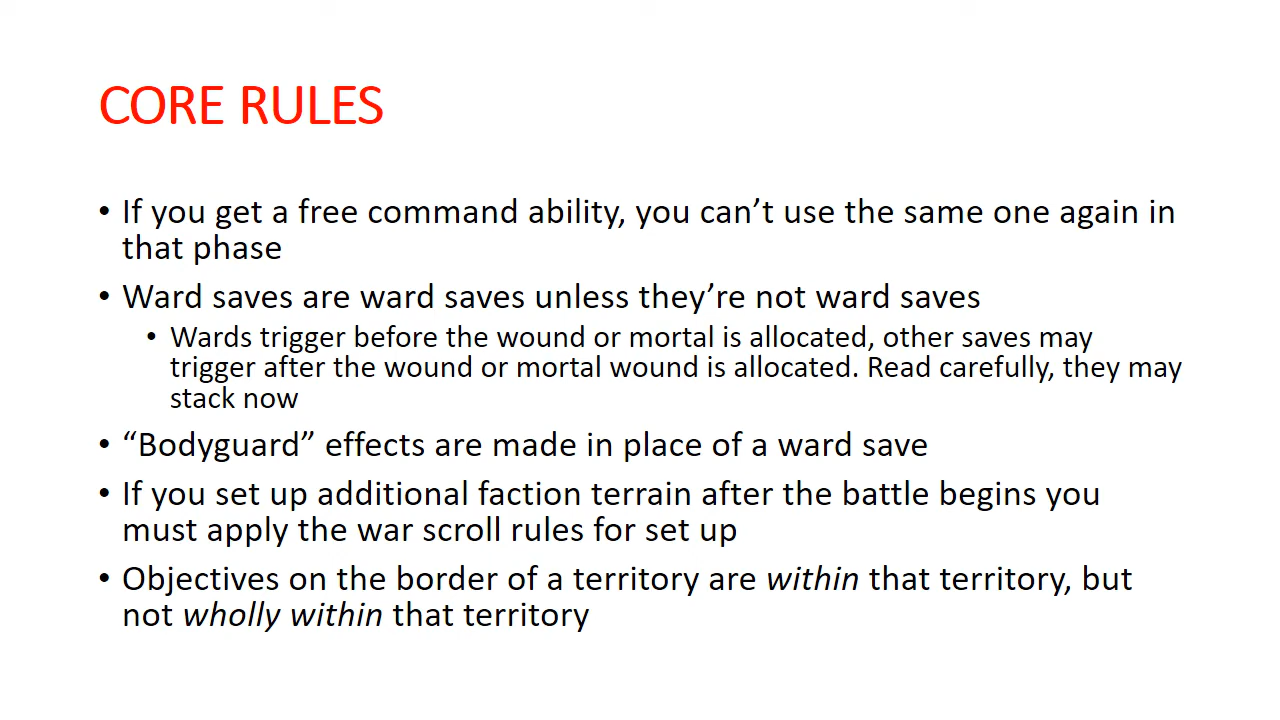 CORE RULES
• If you get a free command ability, you can’t use the same one again in
that phase
• Ward saves are ward saves unless they’re not ward saves
• Wards trigger before the wound or mortal is allocated, other saves may
trigger after the wound or mortal wound is allocated. Read carefully, they may
stack now
• “Bodyguard” effects are made in place of a ward save
• If you set up additional faction terrain after the battle begins you
must apply the war scroll rules for set up
• Objectives on the border of a territory are within that territory, but
not wholly within that territory